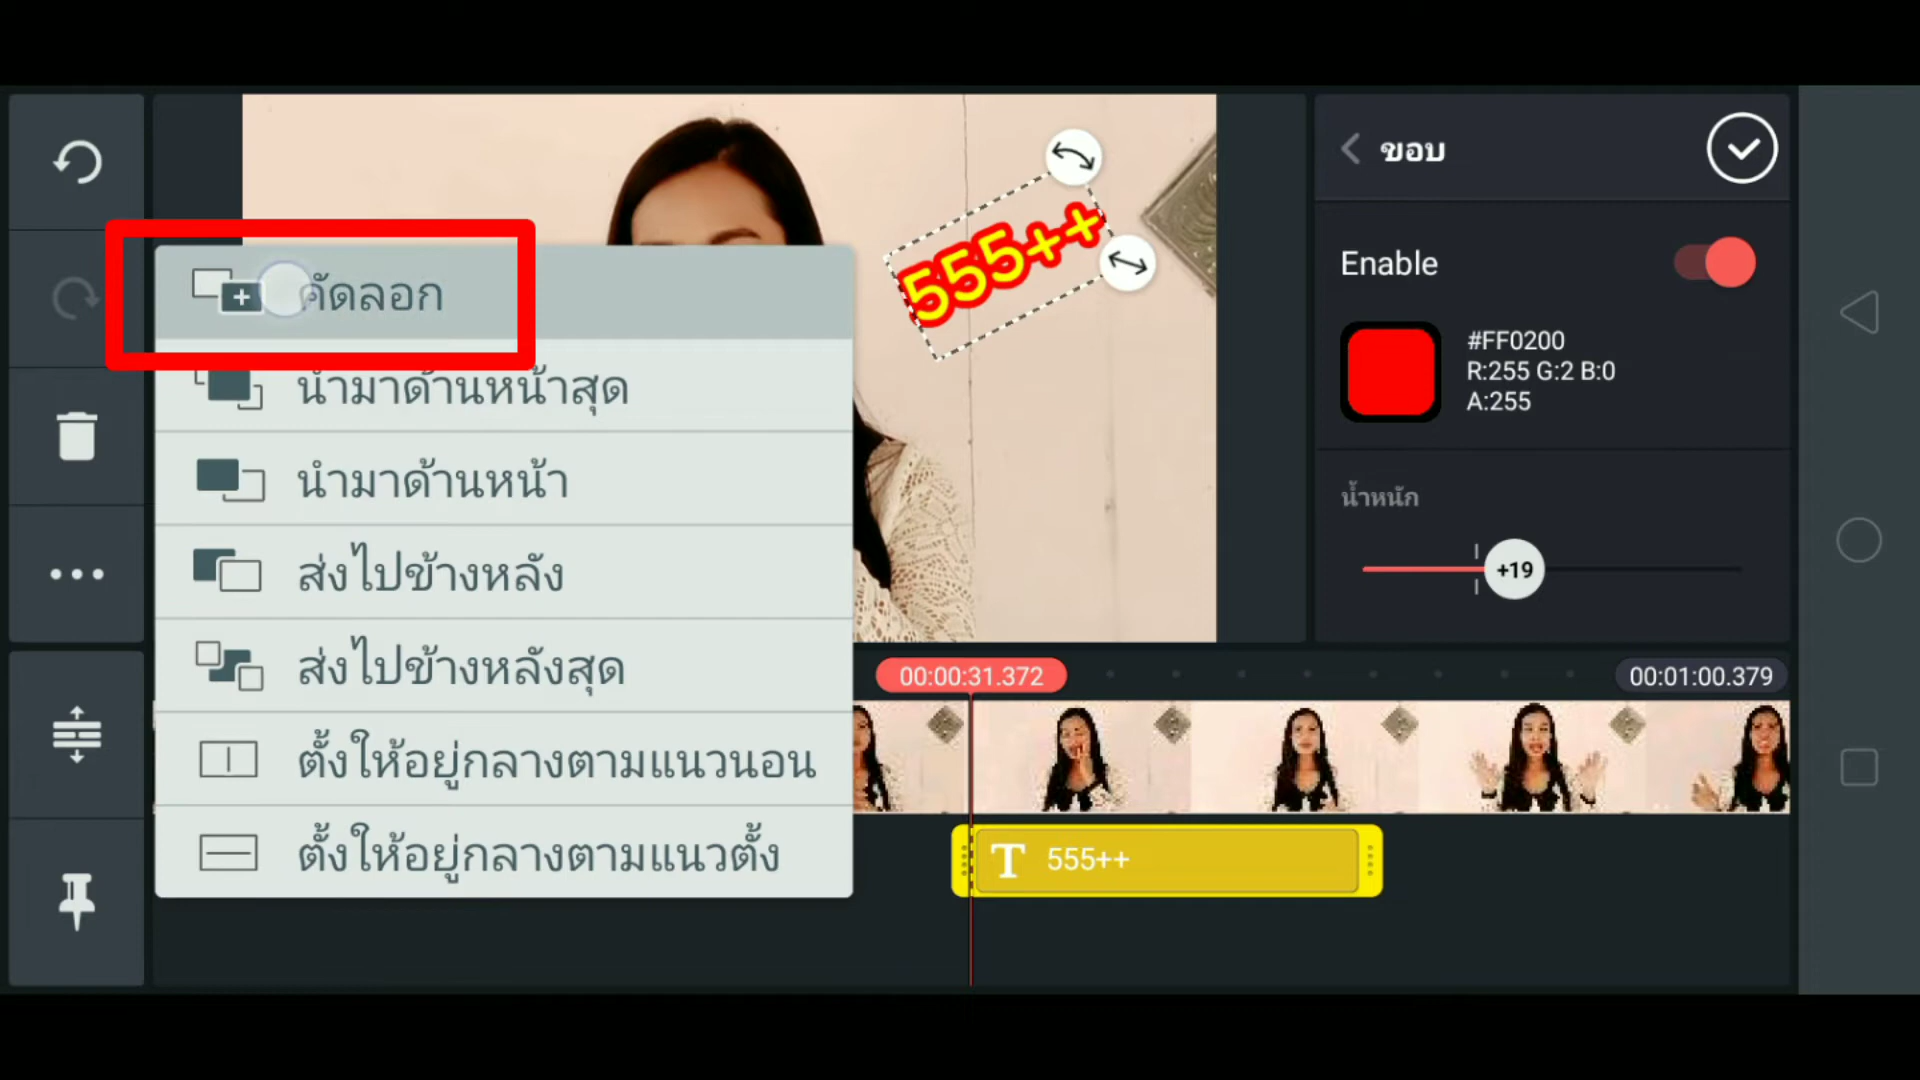 คัดลอก
นำมาด้านหน้าสุด
นำมาด้านหน้า
ส่งไปข้างหลัง
ส่งไปข้างหลังสุด
ตั้งให้อยู่กลางตามแนวนอน
ตั้งให้อยู่กลางตามแนวตั้ง
555++
ขอบ
Enable
#FF0200
R:255 G:2 B:0
A:255
น้ำหนัก
+19
00:00:31.372
00:01:00.379
T 555++